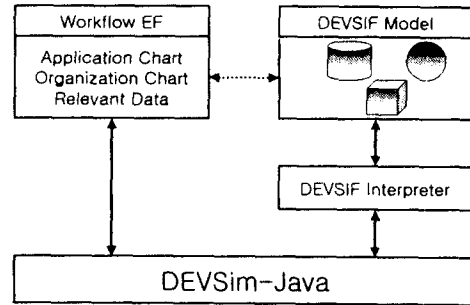 Workflow EF
Application Chart
Organization Chart
Relevant Data
DEVSIF Model
DEVSIF Interpreter
DEVSim-Java